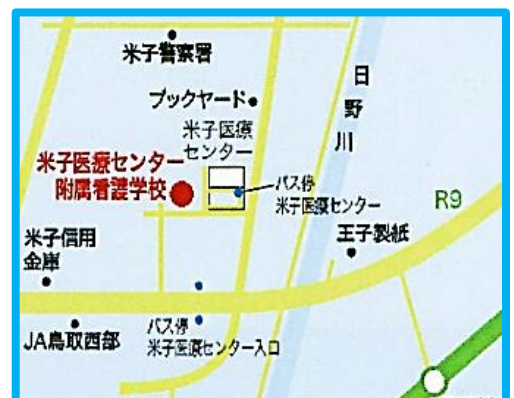 米子警察署
日野川
ブックヤード
米子医療
センター
米子医療センター
附属看護学校
バス停
米子医療センター
R9
王子製紙
米子信用
金庫
JA鳥取西部
バス停
米子医療センター入口